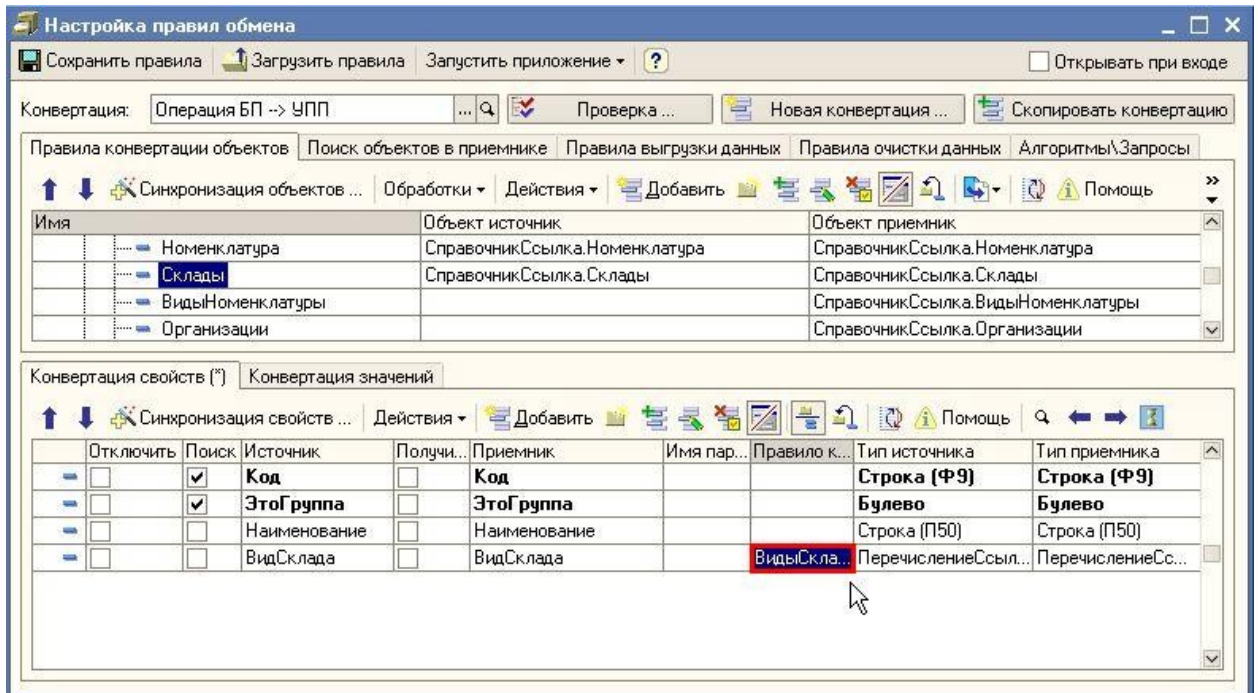 Настройка правил обмена
Сохранить правила Загрузить правила Запустить приложение ? Открывать при входе
Конвертация: Операция БП --> УПП ... Проверка ... Новая конвертация ... Скопировать конвертацию
Правила конвертации объектов Поиск объектов в приемнике Правила выгрузки данных Правила очистки данных Алгоритмы\Запросы
Синхронизация объектов ... Обработки Действия Добавить Помощь »
Имя Объект источник Объект приемник
Номенклатура СправочникСсылка.Номенклатура СправочникСсылка.Номенклатура
Склады СправочникСсылка.Склады СправочникСсылка.Склады
ВидыНоменклатуры СправочникСсылка.ВидыНоменклатуры
Организации СправочникСсылка.Организации
Конвертация свойств (*) Конвертация значений
Синхронизация свойств ... Действия Добавить Помощь
Отключить Поиск Источник Получи... Приемник Имя пар... Правило к... Тип источника Тип приемника
Код Код Строка (Ф9) Строка (Ф9)
ЭтоГруппа ЭтоГруппа Булево Булево
Наименование Наименование Строка (П50) Строка (П50)
ВидСклада ВидСклада ВидыСкла... ПеречислениеСсыл... ПеречислениеСс...